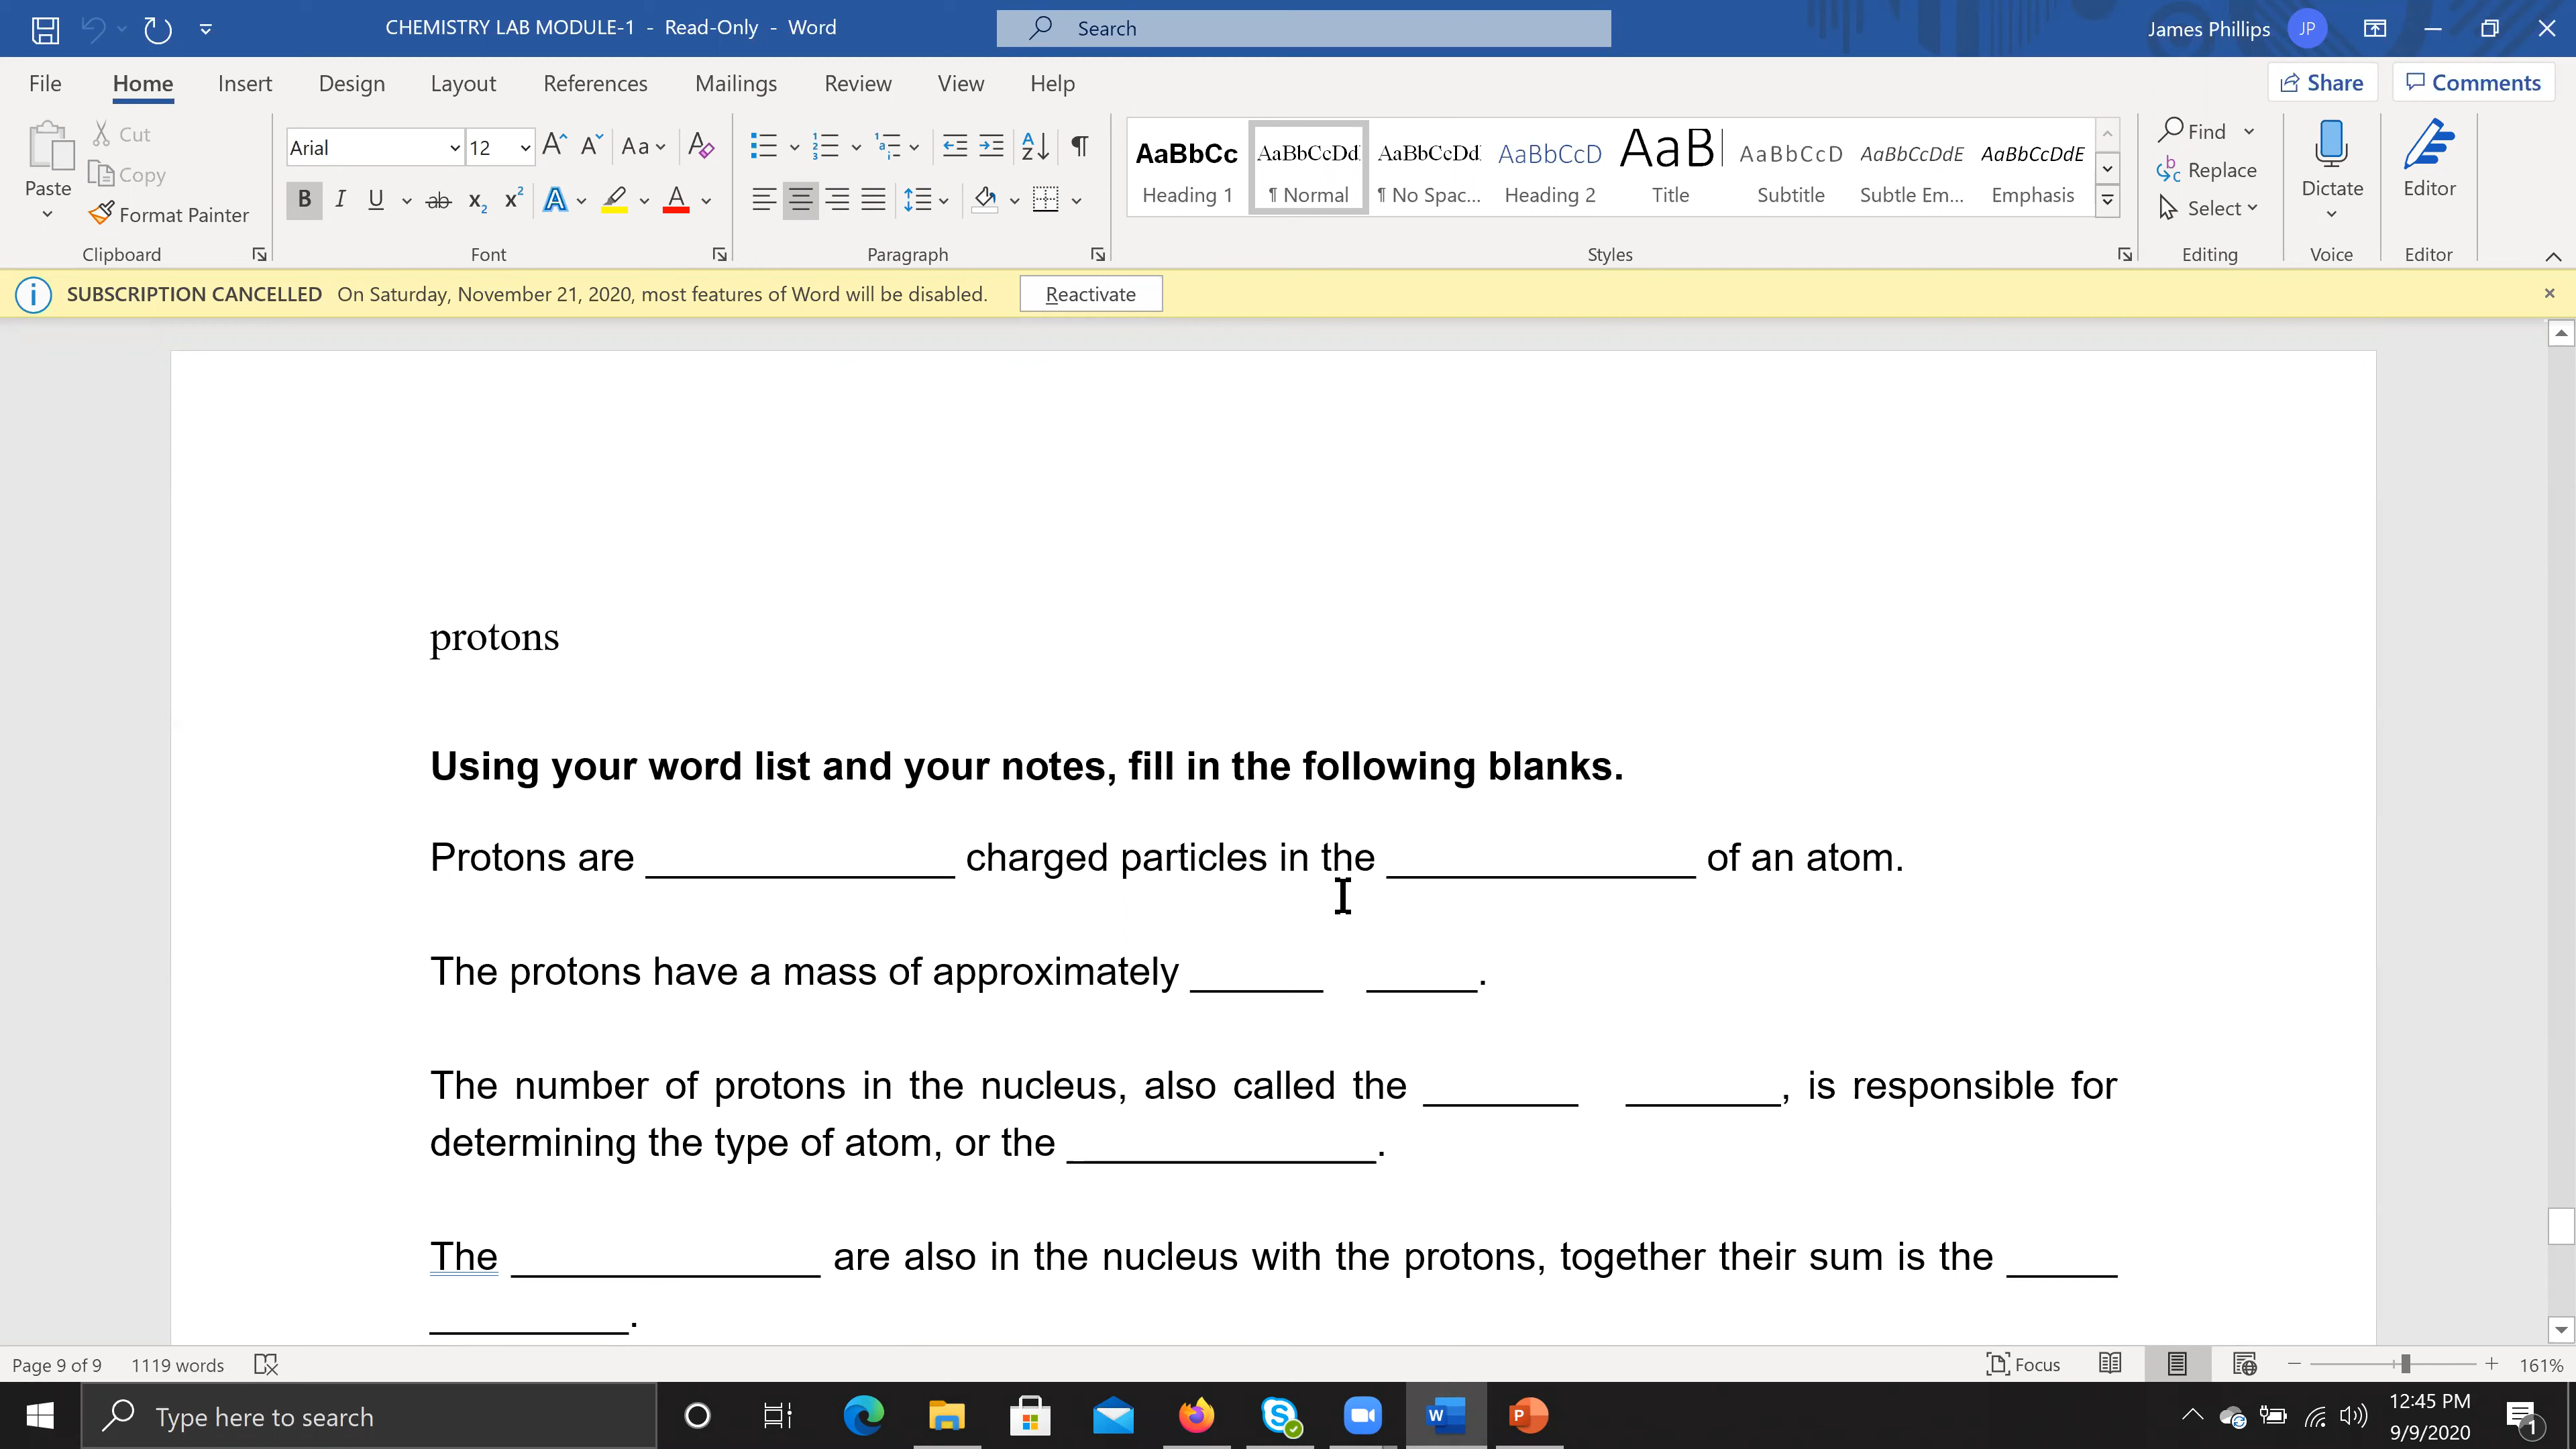 CHEMISTRY LAB MODULE-1 - Read-Only - Word
Search
James Phillips JP
File Home Insert Design Layout References Mailings Review View Help
Share Comments
Paste
Cut
Copy
Format Painter
Clipboard
Arial 12
Aa
B I U ab x₂ x² A A
Font
Paragraph
AaBbCc AaBbCcDd AaBbCcDd AaBbCcD AaB AaBbCcD AaBbCcDdE AaBbCcDdE
Heading 1 ¶ Normal ¶ No Spac... Heading 2 Title Subtitle Subtle Em... Emphasis
Styles
Find
Replace
Select
Editing
Dictate
Voice
Editor
Editor
SUBSCRIPTION CANCELLED On Saturday, November 21, 2020, most features of Word will be disabled. Reactivate
protons
Using your word list and your notes, fill in the following blanks.
Protons are ______________ charged particles in the ______________ of an atom.
The protons have a mass of approximately ______ _____.
The number of protons in the nucleus, also called the _______ _______, is responsible for
determining the type of atom, or the ______________.
The ______________ are also in the nucleus with the protons, together their sum is the _____
_________.
Page 9 of 9 1119 words
Focus
161%
Type here to search
12:45 PM
9/9/2020
1